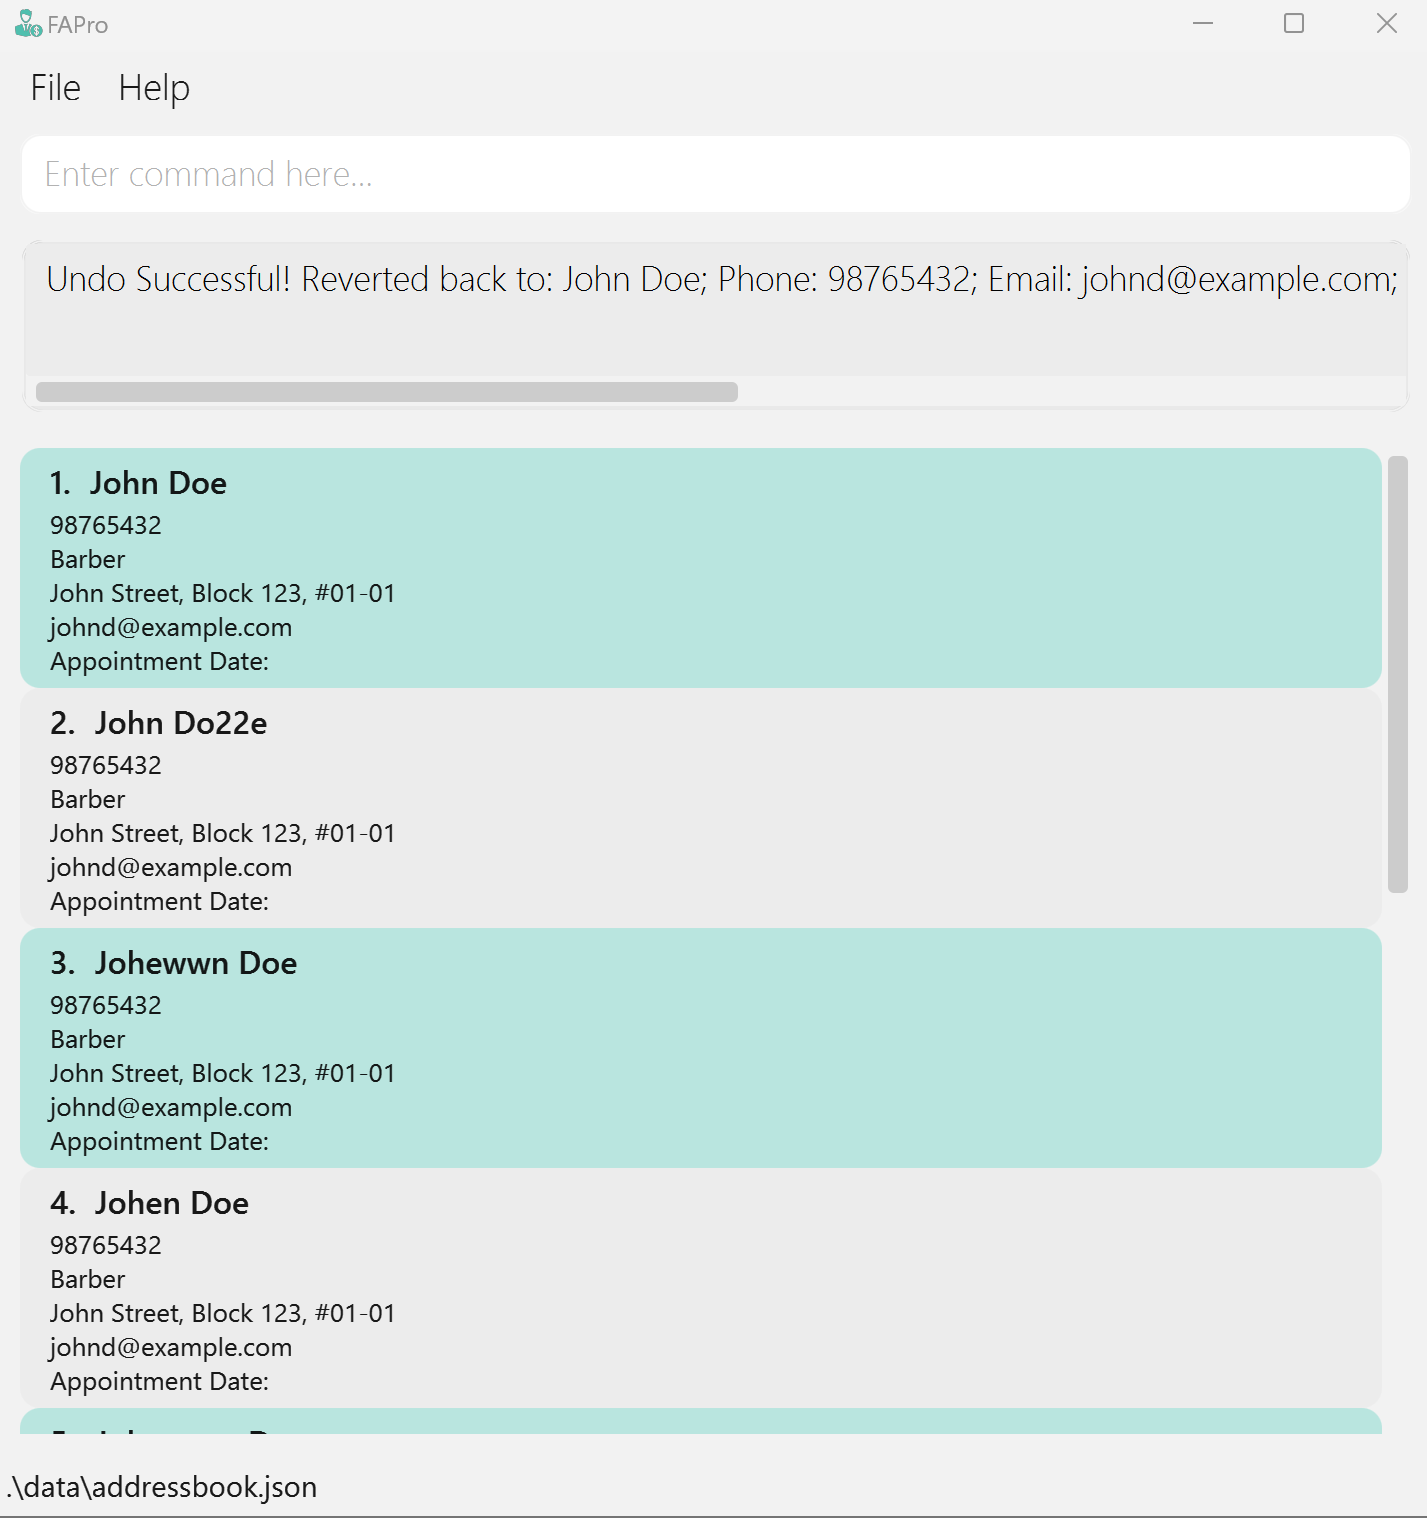 FAPro
File Help
Enter command here...
Undo Successful! Reverted back to: John Doe; Phone: 98765432; Email: johnd@example.com;
1. John Doe
98765432
Barber
John Street, Block 123, #01-01
johnd@example.com
Appointment Date:
2. John Do22e
98765432
Barber
John Street, Block 123, #01-01
johnd@example.com
Appointment Date:
3. Johewwn Doe
98765432
Barber
John Street, Block 123, #01-01
johnd@example.com
Appointment Date:
4. Johen Doe
98765432
Barber
John Street, Block 123, #01-01
johnd@example.com
Appointment Date:
.\data\addressbook.json